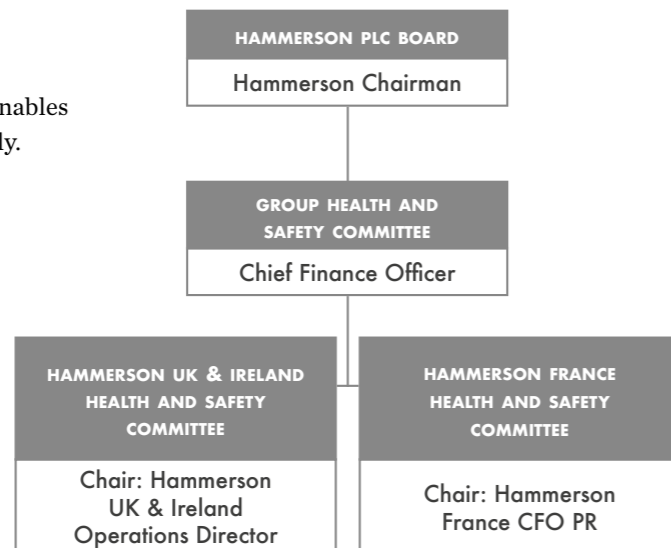 HAMMERSON PLC BOARD
Hammerson Chairman
nables
ly.
GROUP HEALTH AND
SAFETY COMMITTEE
Chief Finance Officer
HAMMERSON UK & IRELAND
HEALTH AND SAFETY
COMMITTEE
Chair: Hammerson
UK & Ireland
Operations Director
HAMMERSON FRANCE
HEALTH AND SAFETY
COMMITTEE
Chair: Hammerson
France CFO PR